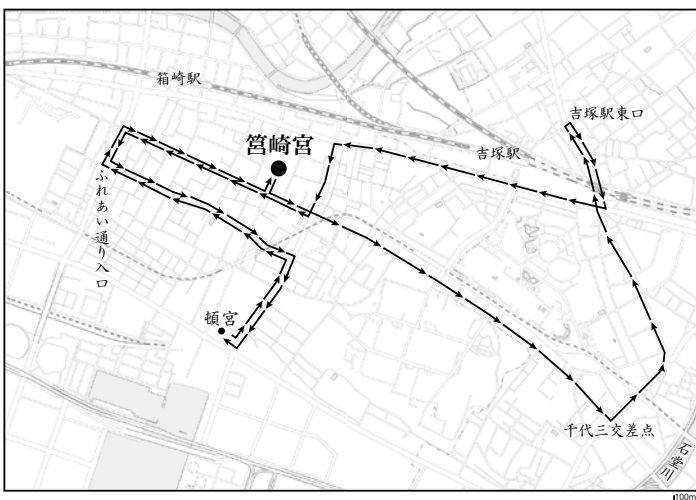 箱崎駅
吉塚駅東口
筥崎宮
吉塚駅
ふれあい通り入口
頓宮
千代三交差点
石堂川
100m